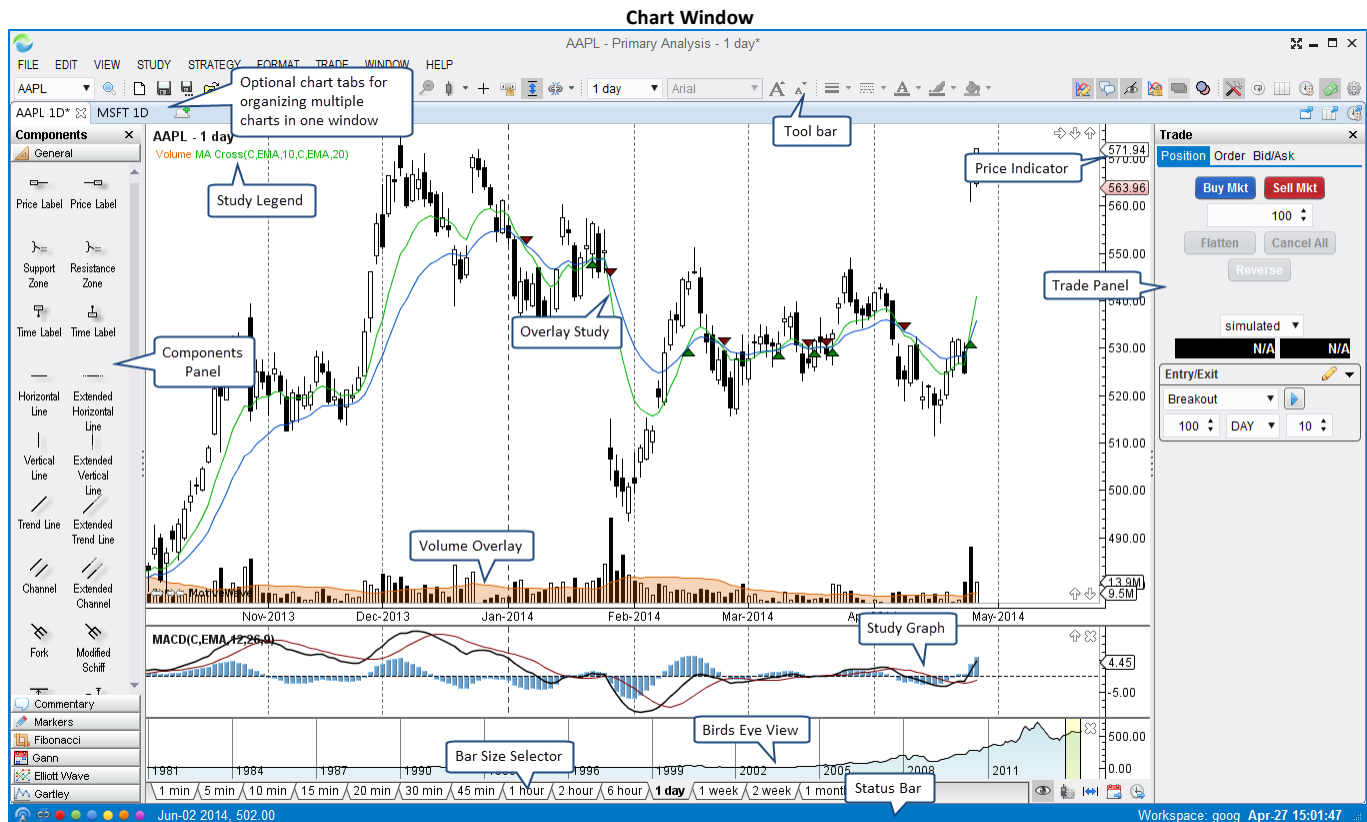 Chart Window
AAPL - Primary Analysis - 1 day*
FILE EDIT VIEW STUDY STRATEGY FORMAT TRADE WINDOW HELP
AAPL 1 day Arial A A A
Optional chart tabs for
organizing multiple
charts in one window
Tool bar
AAPL 1D* MSFT 1D
Components
General
Price Label Price Label
Support Resistance
Zone Zone
Time Label Time Label
Components
Panel
Horizontal Extended
Line Horizontal
Line
Vertical Extended
Line Vertical
Line
Trend Line Extended
Trend Line
Channel Extended
Channel
Fork Modified
Schiff
Commentary
Markers
Fibonacci
Gann
Elliott Wave
Gartley
AAPL - 1 day
Volume MA Cross(C,EMA,10,C,EMA,20)
Study Legend
Overlay Study
Volume Overlay
MotiveWave
Price Indicator
571.94
570.00
563.96
560.00
550.00
540.00
530.00
520.00
510.00
500.00
490.00
13.9M
9.5M
Nov-2013 Dec-2013 Jan-2014 Feb-2014 Mar-2014 May-2014
MACD(C,EMA,12,26,9)
Study Graph
4.45
-5.00
Birds Eye View
500.00
0.00
1981 1984 1987 1990 1996 1999 2002 2005 2008 2011
Bar Size Selector
1 min 5 min 10 min 15 min 20 min 30 min 45 min 1 hour 2 hour 6 hour 1 day 1 week 2 week 1 mont
Status Bar
Trade
Position Order Bid/Ask
Buy Mkt Sell Mkt
100
Flatten Cancel All
Reverse
Trade Panel
simulated
N/A N/A
Entry/Exit
Breakout
100 DAY 10
Jun-02 2014, 502.00
Workspace: goog Apr-27 15:01:47